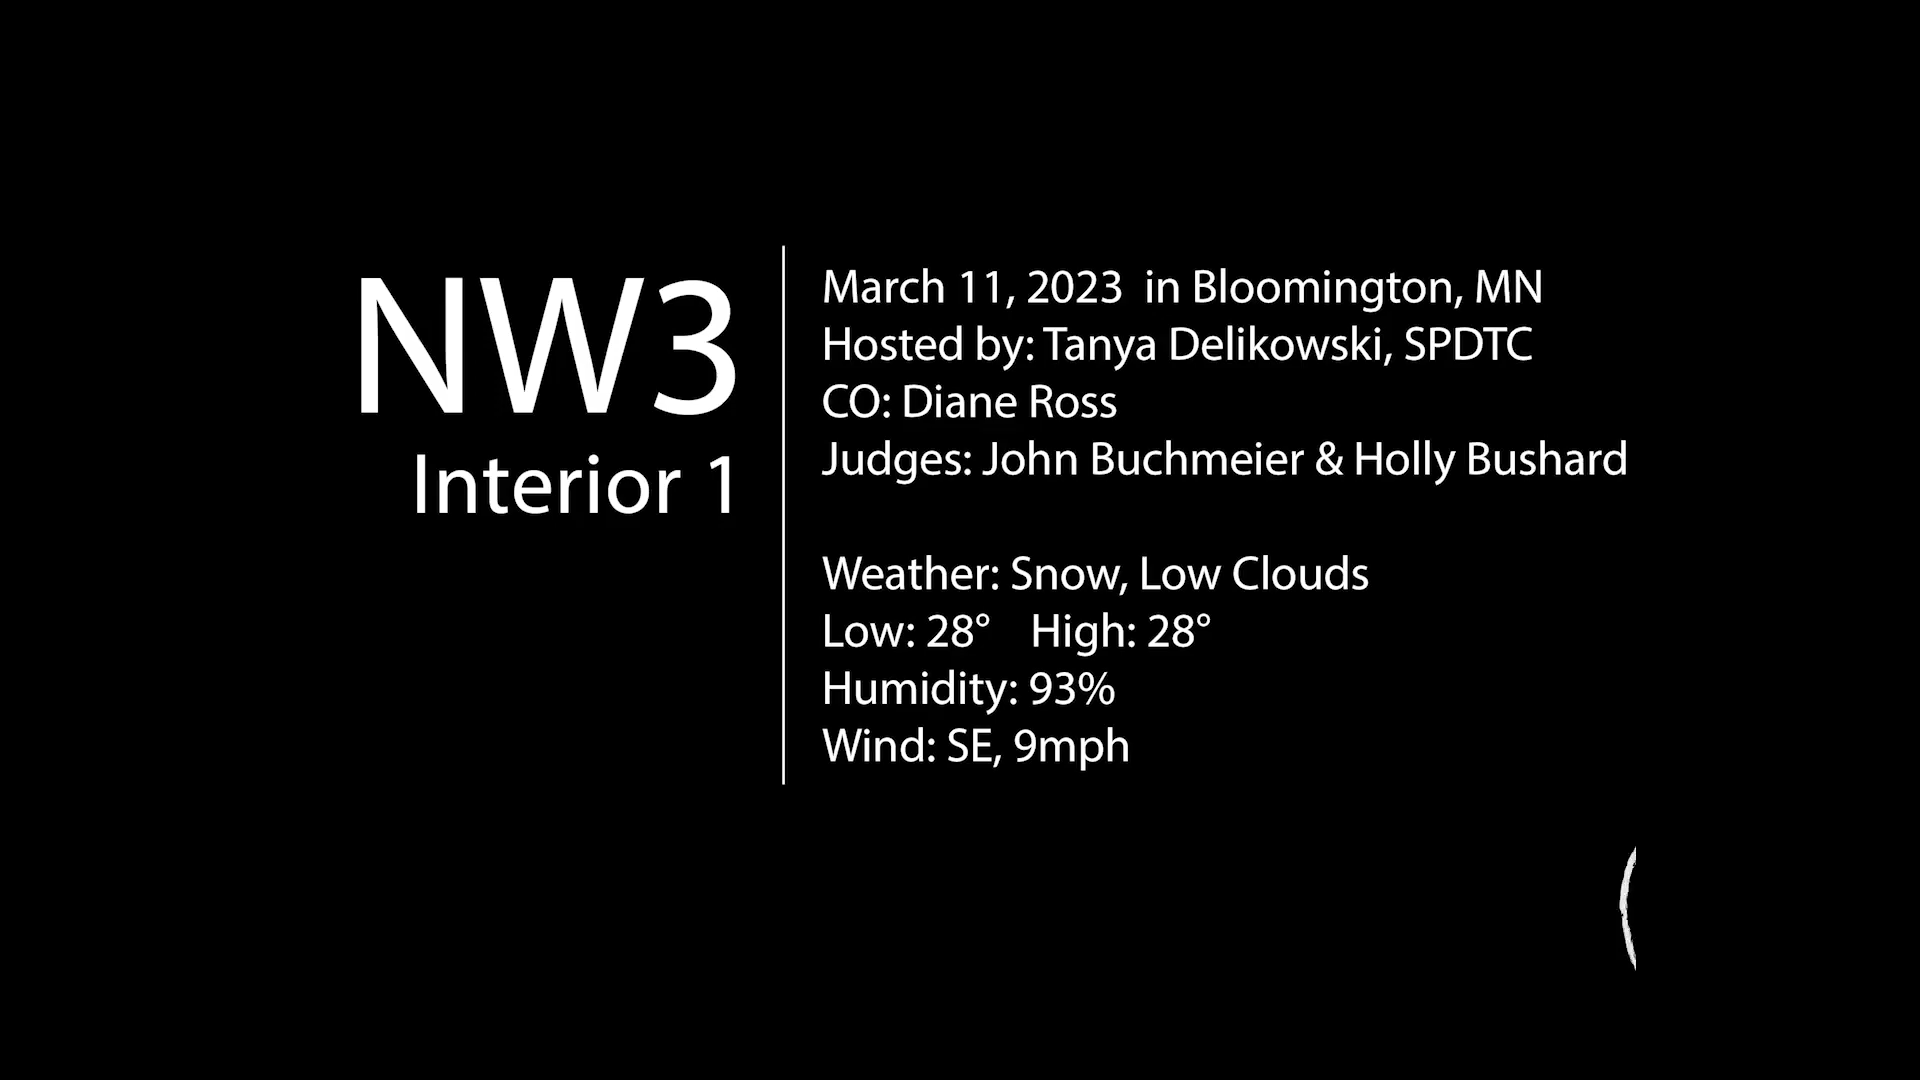 NW3
Interior 1
March 11, 2023 in Bloomington, MN
Hosted by: Tanya Delikowski, SPDTC
CO: Diane Ross
Judges: John Buchmeier & Holly Bushard
Weather: Snow, Low Clouds
Low: 28° High: 28°
Humidity: 93%
Wind: SE, 9mph